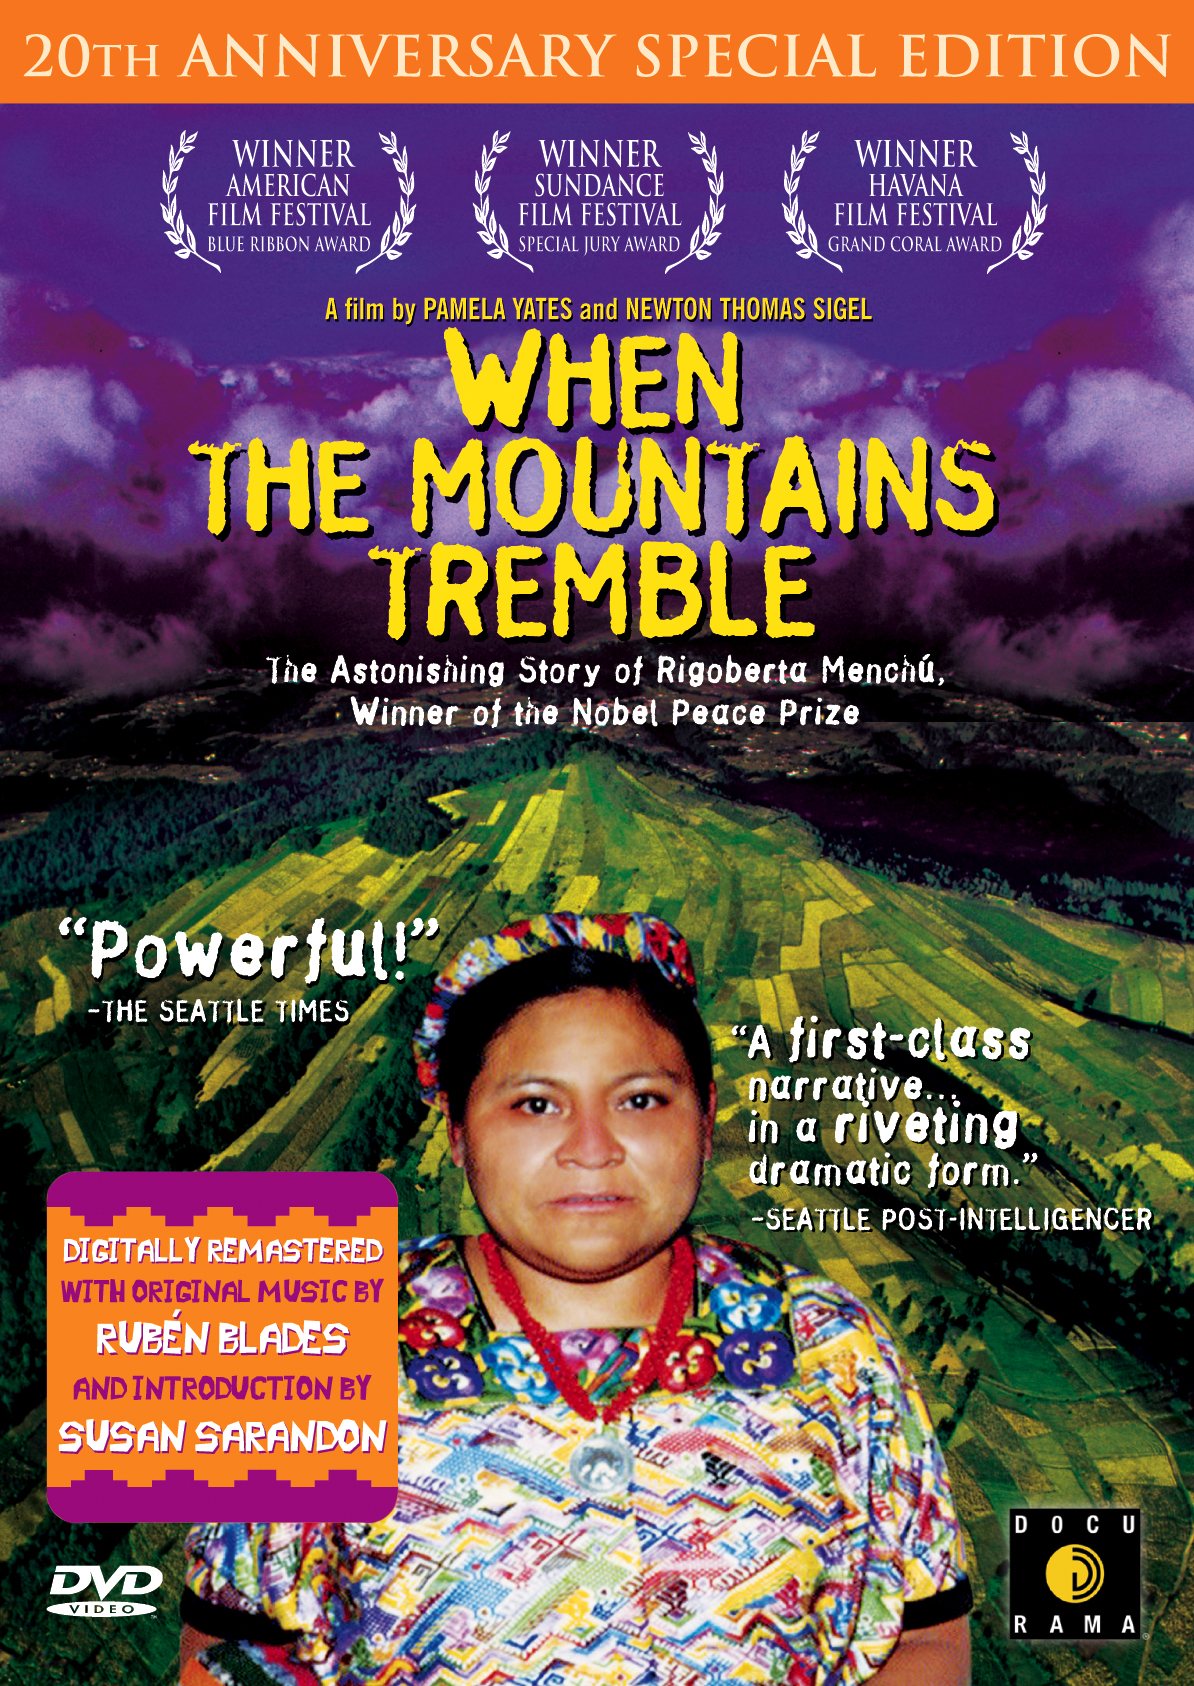 20TH ANNIVERSARY SPECIAL EDITION
WINNER
AMERICAN
FILM FESTIVAL
BLUE RIBBON AWARD
WINNER
SUNDANCE
FILM FESTIVAL
SPECIAL JURY AWARD
WINNER
HAVANA
FILM FESTIVAL
GRAND CORAL AWARD
A film by PAMELA YATES and NEWTON THOMAS SIGEL
WHEN
THE MOUNTAINS
TREMBLE
The Astonishing Story of Rigoberta Menchú,
Winner of the Nobel Peace Prize
“Powerful!”
-THE SEATTLE TIMES
“A first-class
narrative...
in a riveting
dramatic form.”
-SEATTLE POST-INTELLIGENCER
DIGITALLY REMASTERED
WITH ORIGINAL MUSIC BY
RUBÉN BLADES
AND INTRODUCTION BY
SUSAN SARANDON
DVD
VIDEO™
DOCU
RAMA®